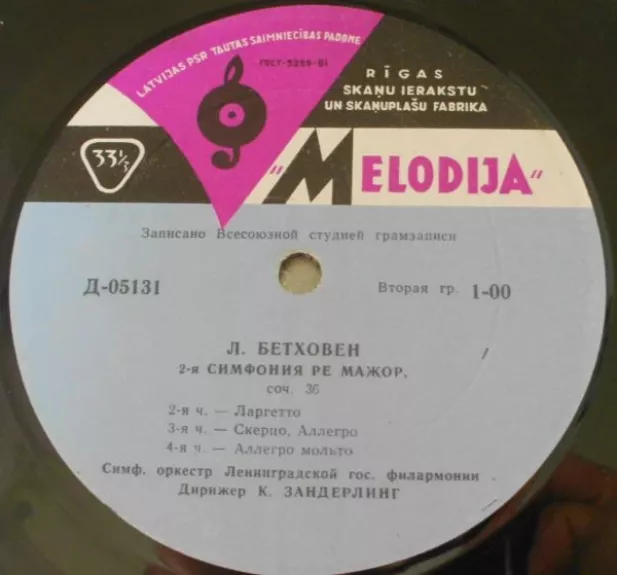 LATVIJAS PSR TAUTAS SAIMNIECĪBAS PADOME
ГОСТ-5289-61
RĪGAS
SKAŅU IERAKSTU
UN SKAŅUPLAŠU FABRIKA
33⅓
"MELODIJA"
Записано Всесоюзной студией грамзаписи
Д-05131
Вторая гр. 1-00
Л. БЕТХОВЕН
2-я СИМФОНИЯ РЕ МАЖОР,
соч. 36
2-я ч. — Ларгетто
3-я ч. — Скерцо, Аллегро
4-я ч. — Аллегро мольто
Симф. оркестр Ленинградской гос. филармонии
Дирижер К. ЗАНДЕРЛИНГ